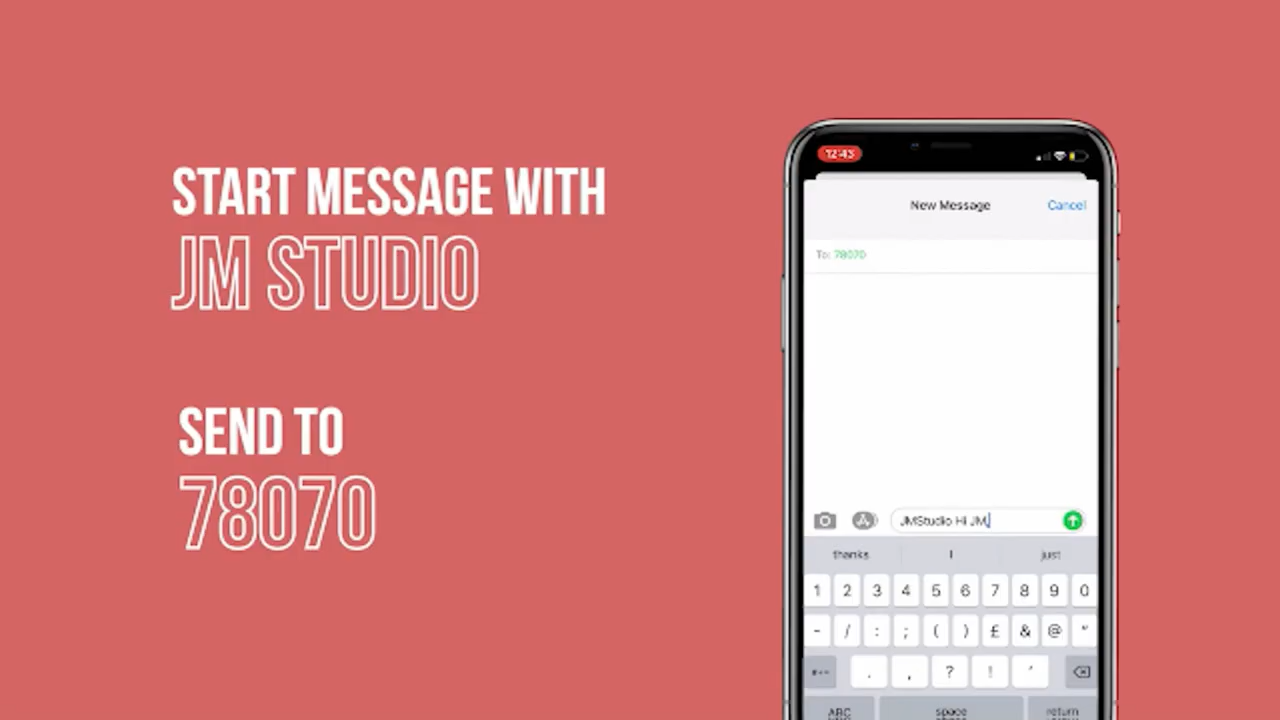 START MESSAGE WITH
JM STUDIO
SEND TO
78070
12:43
New Message
Cancel
To: 78070
JMStudio Hi JM,
thanks
I
just
1 2 3 4 5 6 7 8 9 0
- / : ; ( ) £ & @ "
#+= . , ? ! '
ABC
space
return